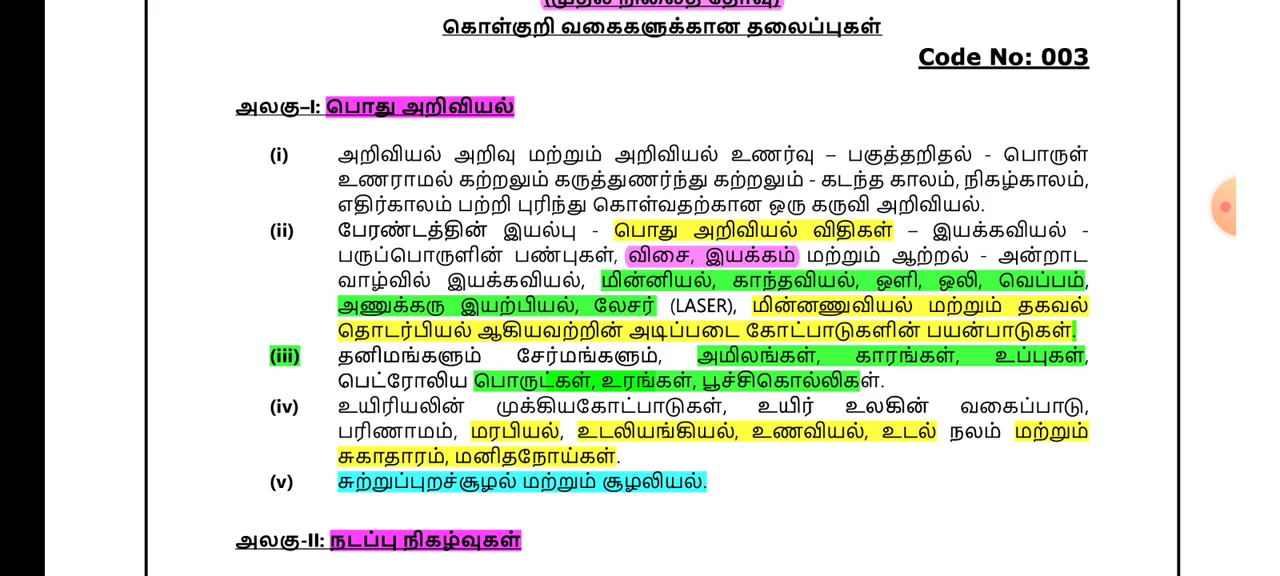 (முதல் நிலைத் தேர்வு)
கொள்குறி வகைகளுக்கான தலைப்புகள்
Code No: 003
அலகு–I: பொது அறிவியல்
(i) அறிவியல் அறிவு மற்றும் அறிவியல் உணர்வு – பகுத்தறிதல் - பொருள்
உணராமல் கற்றலும் கருத்துணர்ந்து கற்றலும் - கடந்த காலம், நிகழ்காலம்,
எதிர்காலம் பற்றி புரிந்து கொள்வதற்கான ஒரு கருவி அறிவியல்.
(ii) பேரண்டத்தின் இயல்பு - பொது அறிவியல் விதிகள் – இயக்கவியல் -
பருப்பொருளின் பண்புகள், விசை, இயக்கம் மற்றும் ஆற்றல் - அன்றாட
வாழ்வில் இயக்கவியல், மின்னியல், காந்தவியல், ஒளி, ஒலி, வெப்பம்,
அணுக்கரு இயற்பியல், லேசர் (LASER), மின்னணுவியல் மற்றும் தகவல்
தொடர்பியல் ஆகியவற்றின் அடிப்படை கோட்பாடுகளின் பயன்பாடுகள்.
(iii) தனிமங்களும் சேர்மங்களும், அமிலங்கள், காரங்கள், உப்புகள்,
பெட்ரோலிய பொருட்கள், உரங்கள், பூச்சிகொல்லிகள்.
(iv) உயிரியலின் முக்கியகோட்பாடுகள், உயிர் உலகின் வகைப்பாடு,
பரிணாமம், மரபியல், உடலியங்கியல், உணவியல், உடல் நலம் மற்றும்
சுகாதாரம், மனிதநோய்கள்.
(v) சுற்றுப்புறச்சூழல் மற்றும் சூழலியல்.
அலகு-II: நடப்பு நிகழ்வுகள்